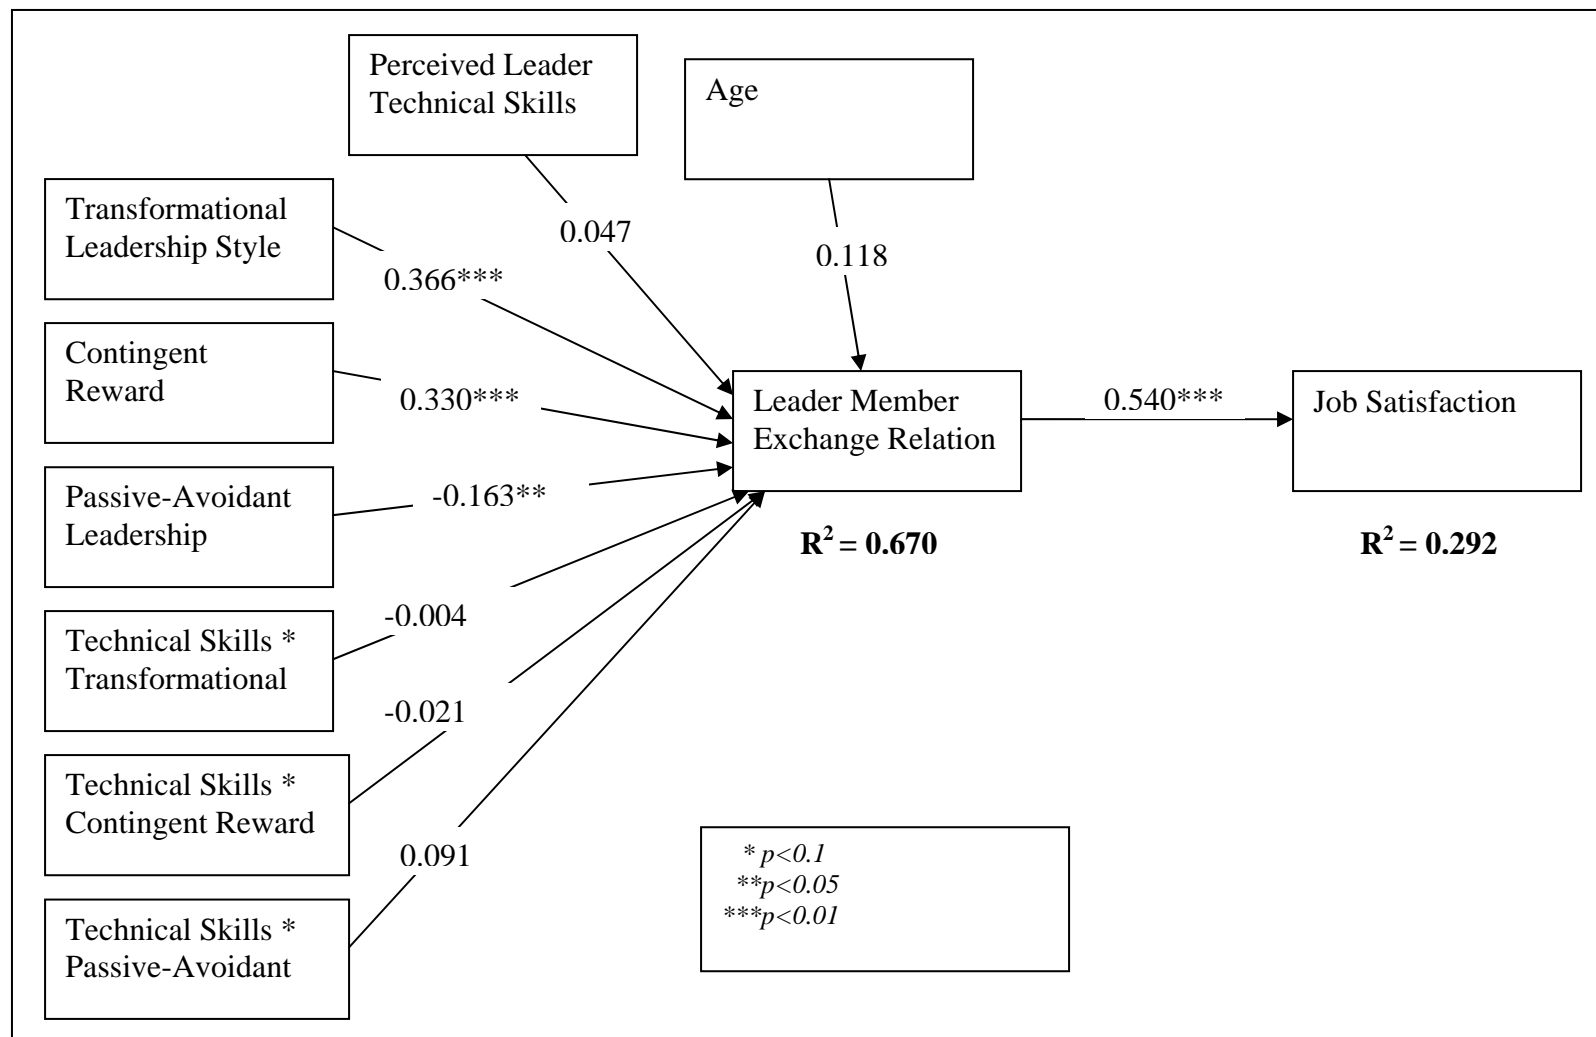 Perceived Leader
Technical Skills
Age
Transformational
Leadership Style
0.047
0.118
0.366***
Contingent
Reward
0.330***
Leader Member
Exchange Relation
0.540***
Job Satisfaction
Passive-Avoidant
Leadership
-0.163**
R² = 0.670
R² = 0.292
Technical Skills *
Transformational
-0.004
-0.021
Technical Skills *
Contingent Reward
0.091
Technical Skills *
Passive-Avoidant
* p<0.1
**p<0.05
***p<0.01